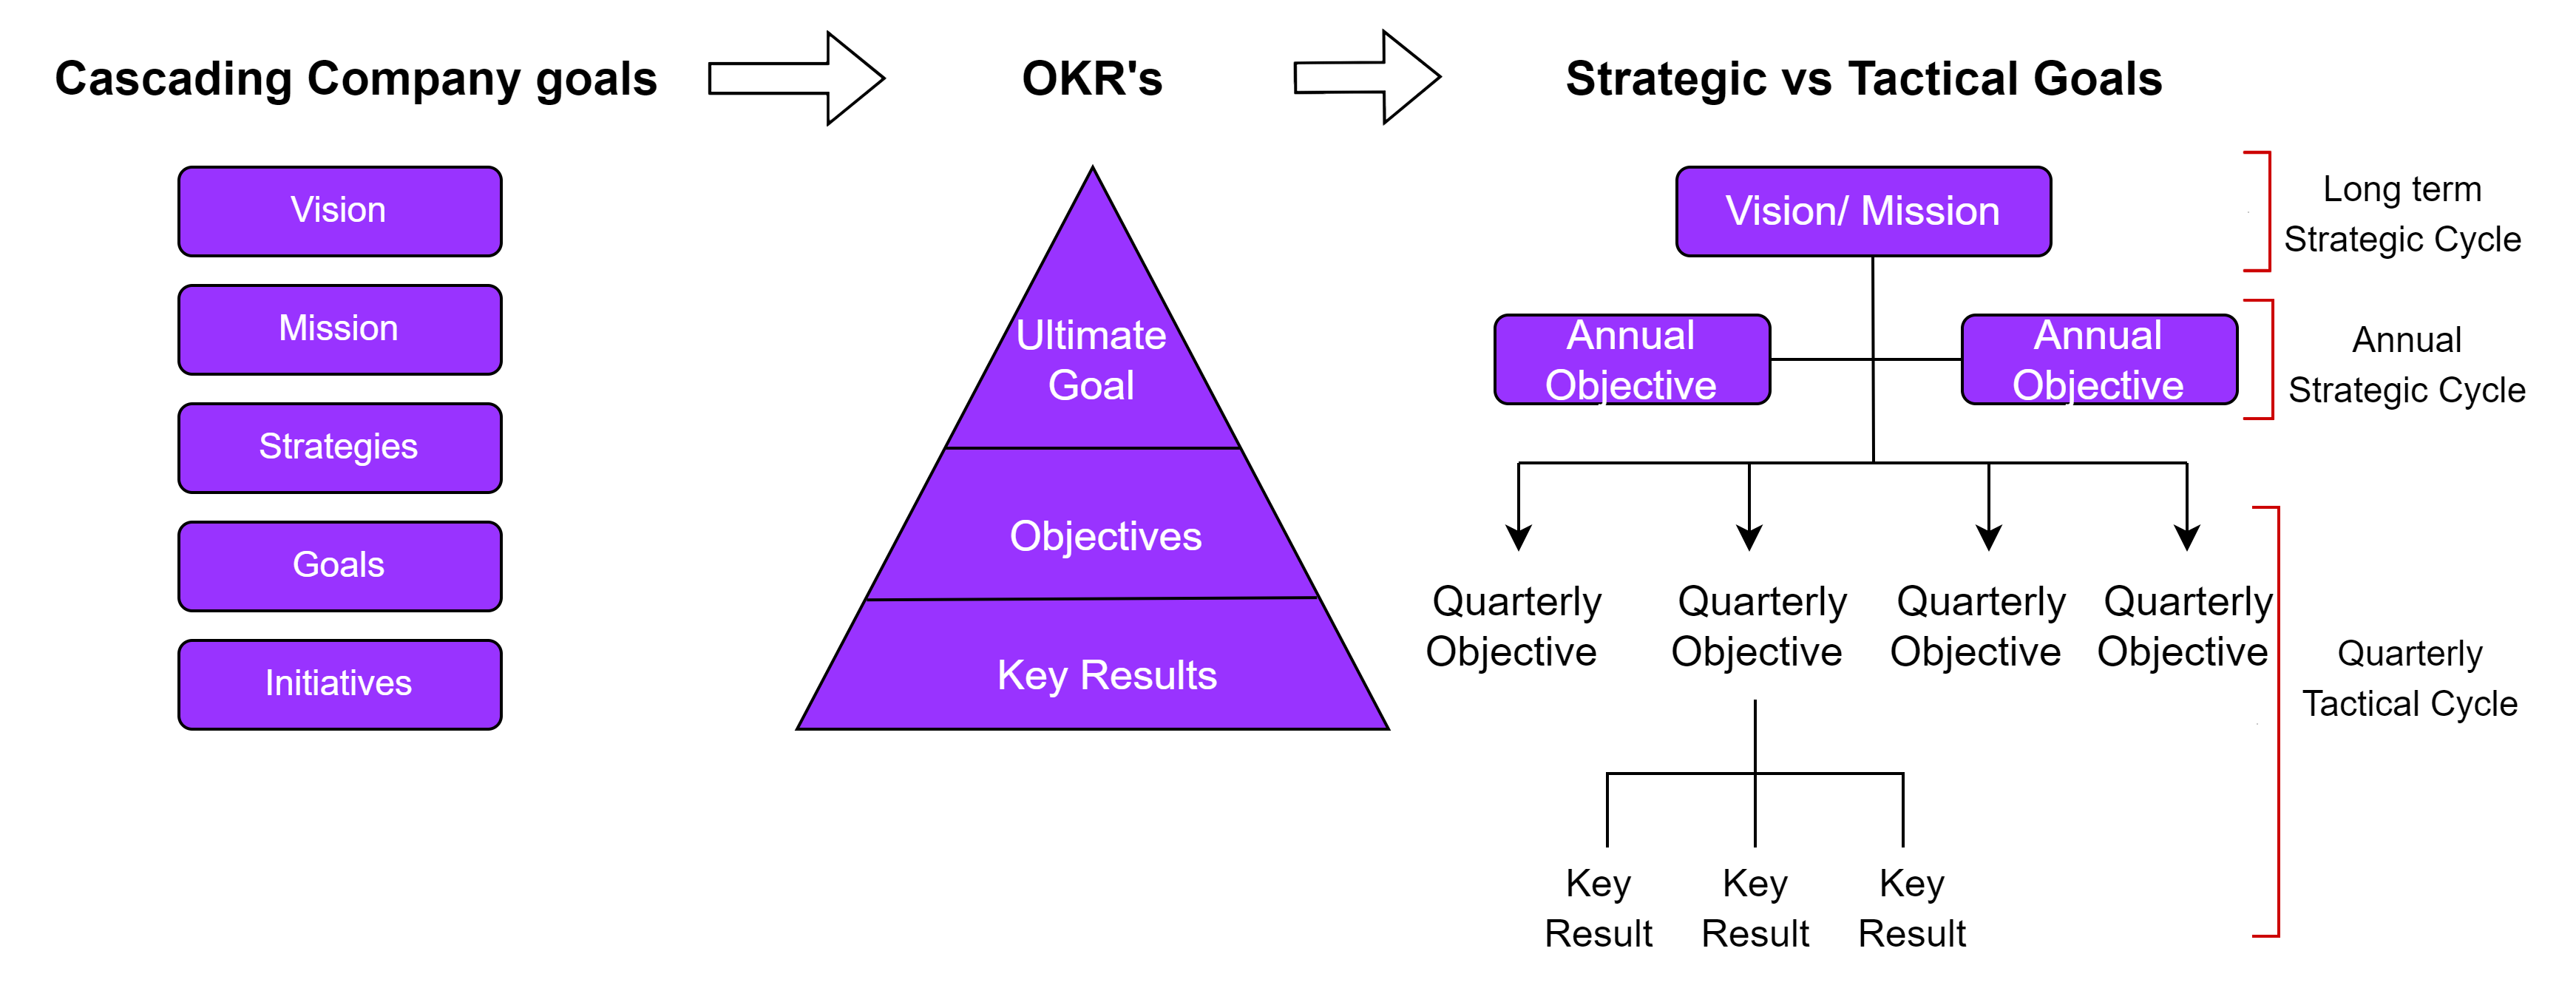 Cascading Company goals
OKR's
Strategic vs Tactical Goals
Vision
Mission
Strategies
Goals
Initiatives
Ultimate
Goal
Objectives
Key Results
Vision/ Mission
Long term
Strategic Cycle
Annual
Objective
Annual
Objective
Annual
Strategic Cycle
Quarterly
Objective
Quarterly
Objective
Quarterly
Objective
Quarterly
Objective
Quarterly
Tactical Cycle
Key
Result
Key
Result
Key
Result